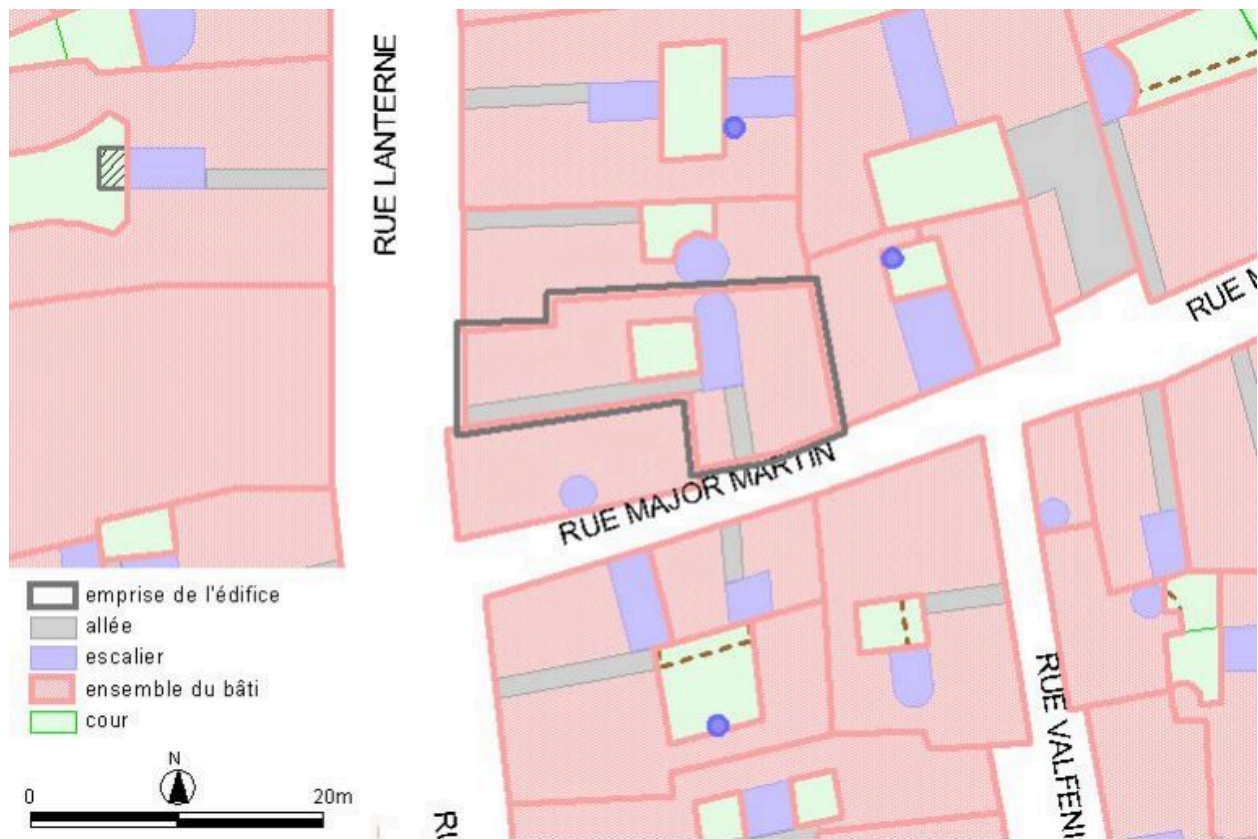 RUE LANTERNE
RUE M
RUE MAJOR MARTIN
emprise de l'édifice
allée
escalier
ensemble du bâti
cour
RUE VALFENI
N
0 20m
RU